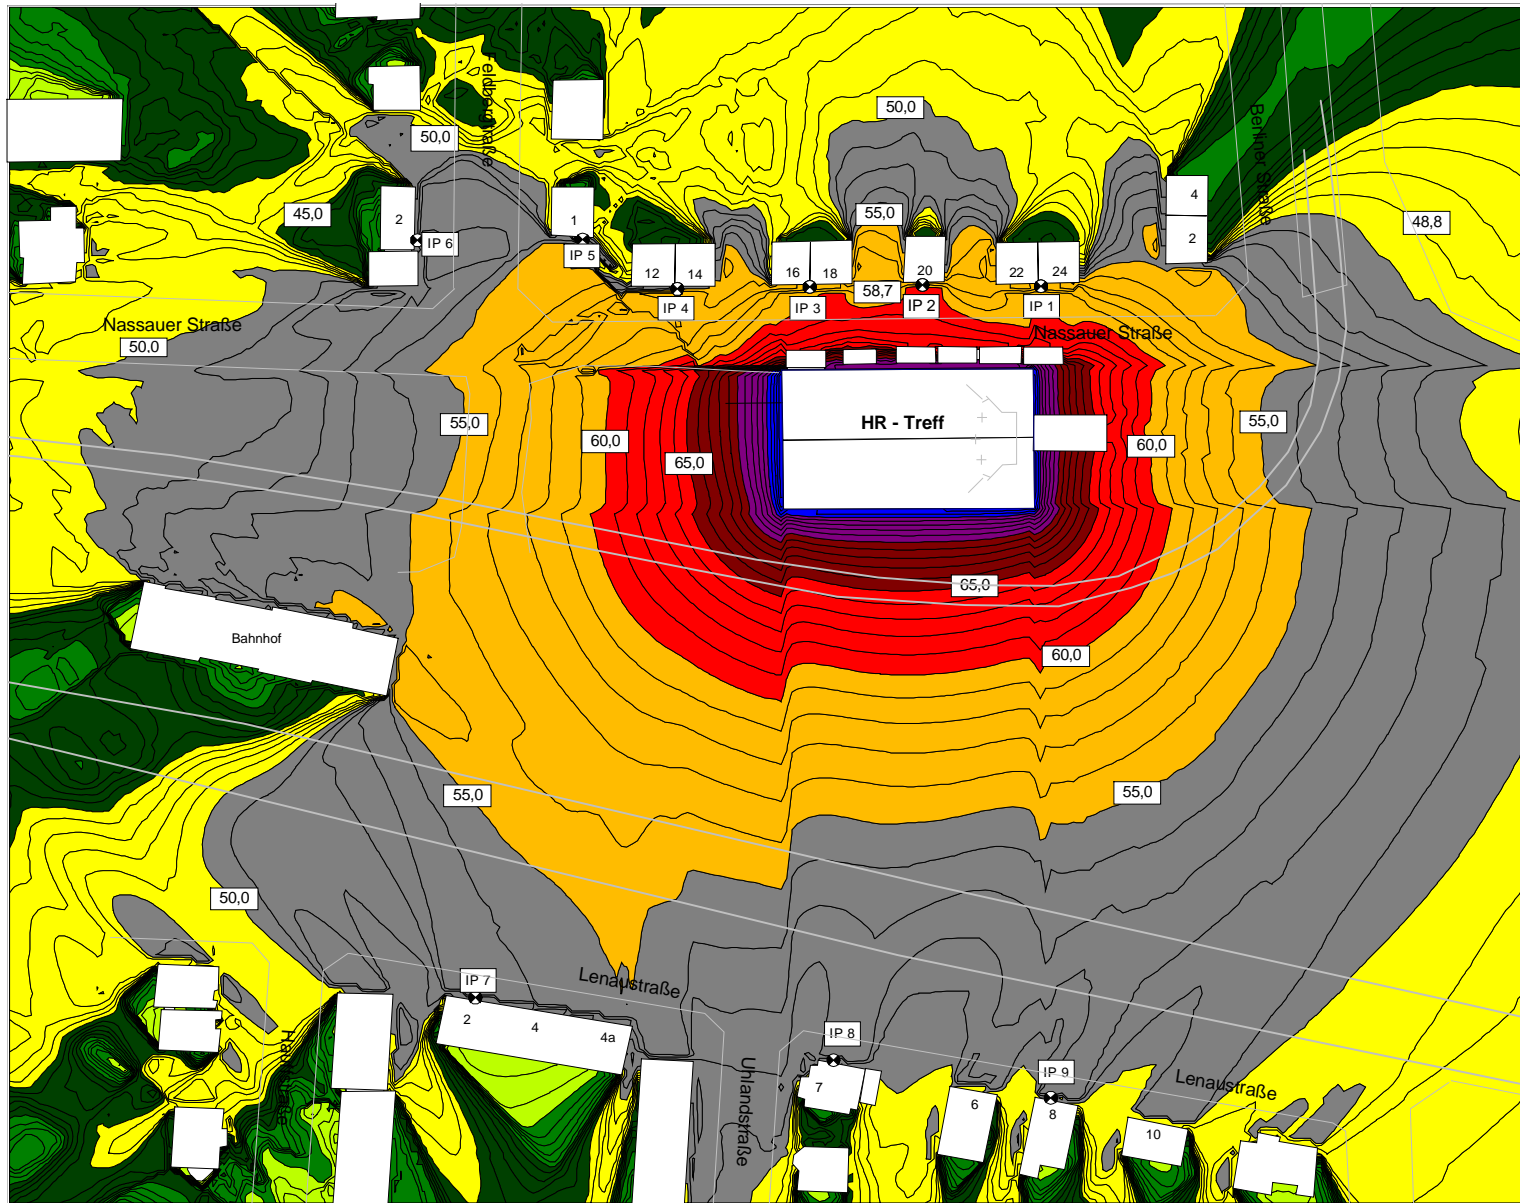 50,0
Feldbergstraße
50,0
Berliner Straße
45,0
2
IP 6
1
IP 5
55,0
4
2
48,8
12
14
16
18
20
22
24
58,7
IP 4
IP 3
IP 2
IP 1
Nassauer Straße
50.0
Nassauer Straße
55,0
60,0
65,0
HR - Treff
60,0
55,0
65,0
Bahnhof
60,0
55,0
55,0
50,0
IP 7
Lenaustraße
2
4
4a
IP 8
7
Uhlandstraße
IP 9
6
8
10
Lenaustraße